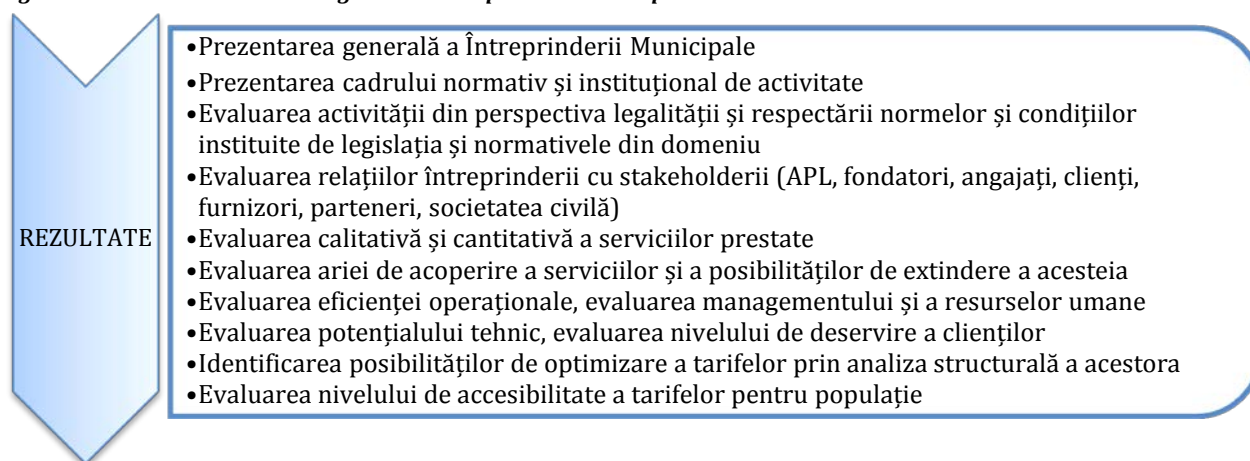 •Prezentarea generală a Întreprinderii Municipale
•Prezentarea cadrului normativ și instituțional de activitate
•Evaluarea activității din perspectiva legalității și respectării normelor și condițiilor
instituite de legislația și normativele din domeniu
•Evaluarea relațiilor întreprinderii cu stakeholderii (APL, fondatori, angajați, clienți,
furnizori, parteneri, societatea civilă)
REZULTATE
•Evaluarea calitativă și cantitativă a serviciilor prestate
•Evaluarea ariei de acoperire a serviciilor și a posibilităților de extindere a acesteia
•Evaluarea eficienței operaționale, evaluarea managementului și a resurselor umane
•Evaluarea potențialului tehnic, evaluarea nivelului de deservire a clienților
•Identificarea posibilităților de optimizare a tarifelor prin analiza structurală a acestora
•Evaluarea nivelului de accesibilitate a tarifelor pentru populație